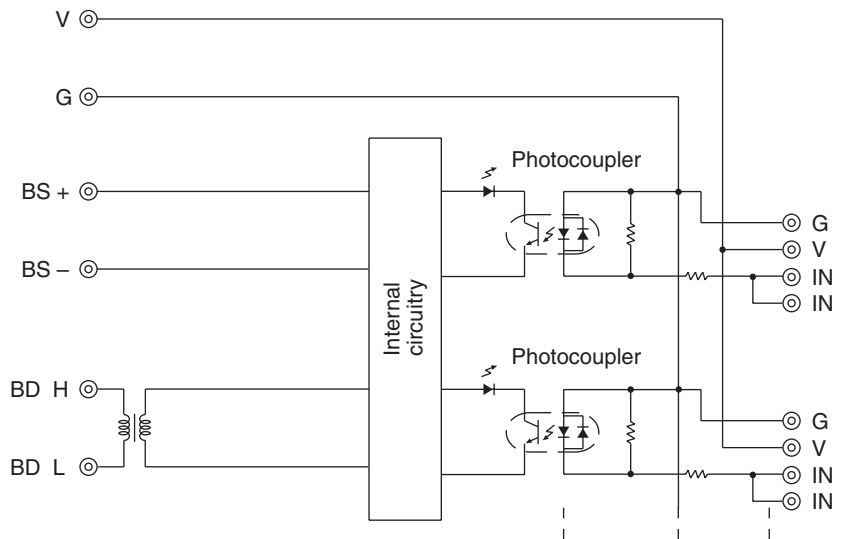 V
G
BS +
BS –
BD H
BD L
Internal
circuitry
Photocoupler
G
V
IN
IN
Photocoupler
G
V
IN
IN